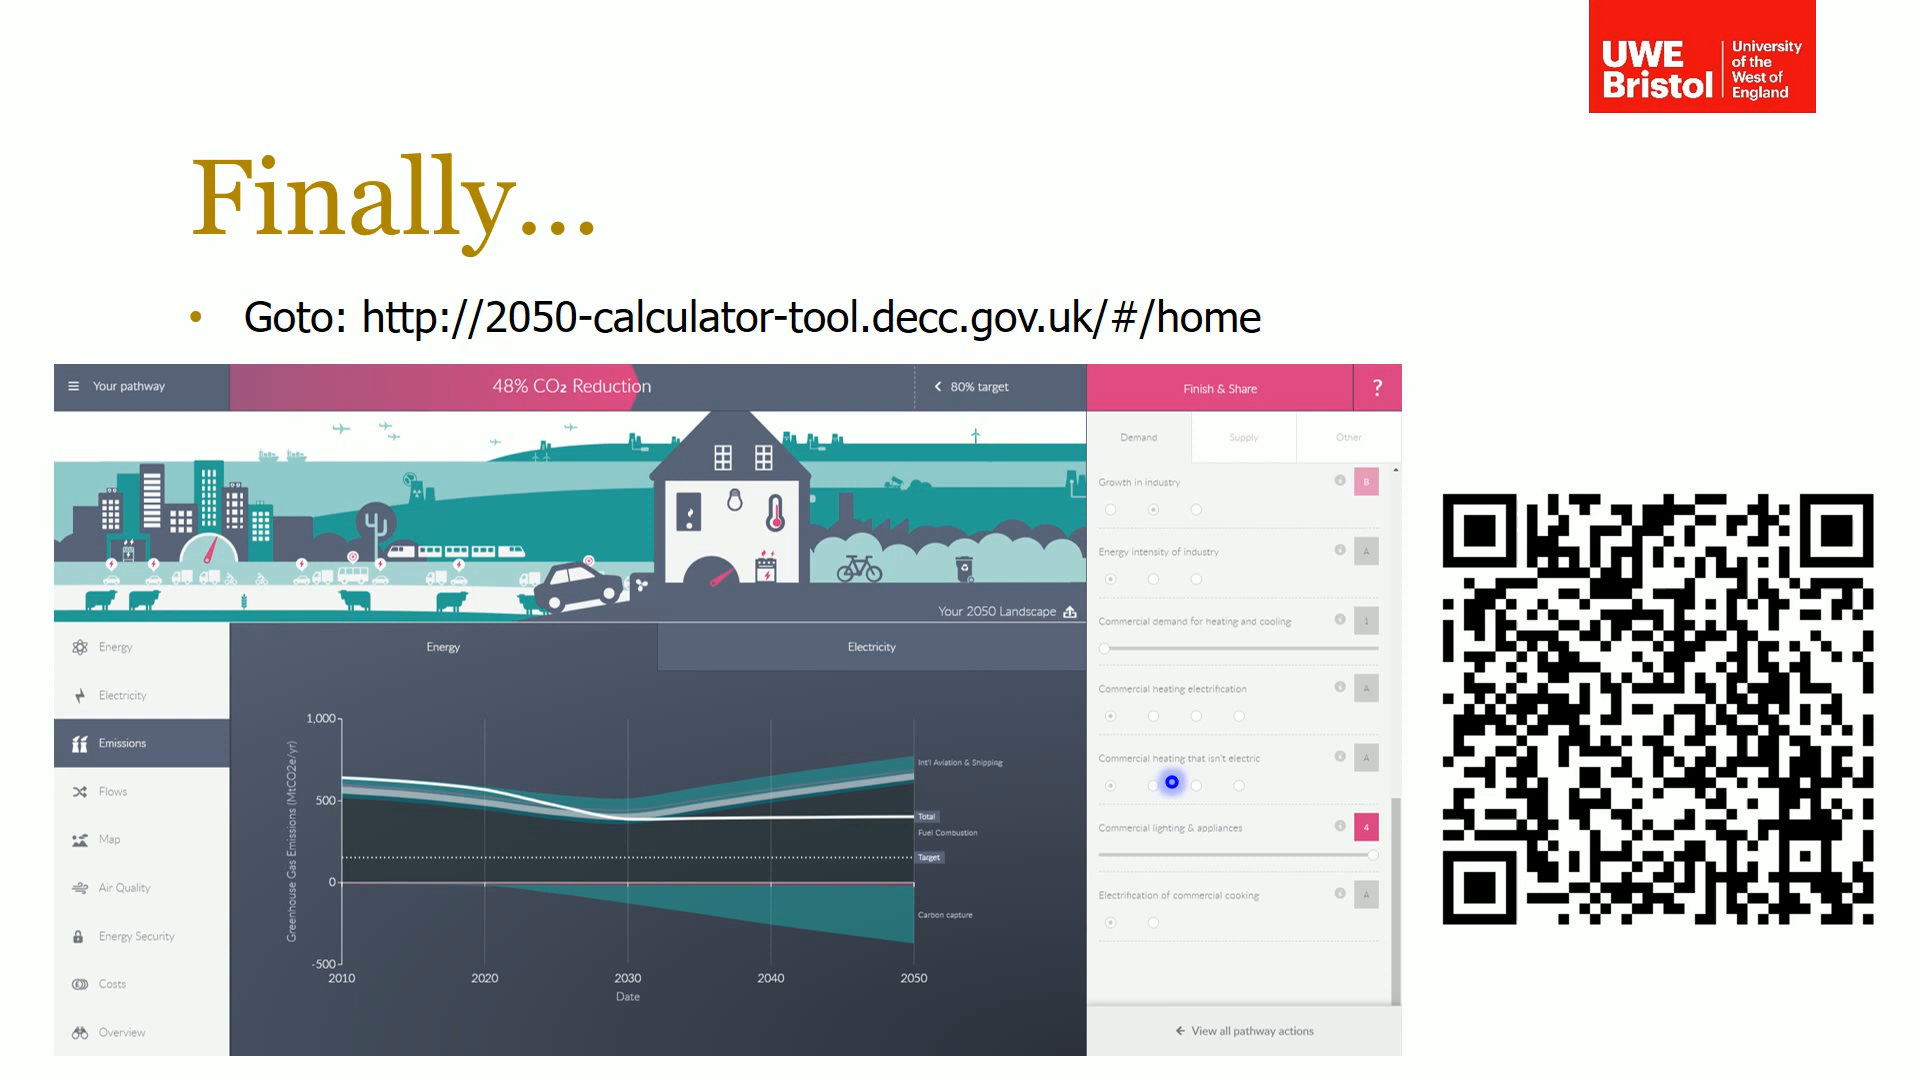 UWE
Bristol
University
of the
West of
England
Finally...
• Goto: http://2050-calculator-tool.decc.gov.uk/#/home
Your pathway
48% CO₂ Reduction
80% target
Finish & Share
?
Demand
Supply
Other
Growth in industry
B
Energy intensity of industry
A
Commercial demand for heating and cooling
1
Commercial heating electrification
A
Commercial heating that isn't electric
A
Commercial lighting & appliances
4
Electrification of commercial cooking
A
View all pathway actions
Your 2050 Landscape
Energy
Electricity
Emissions
Flows
Map
Air Quality
Energy Security
Costs
Overview
Energy
Electricity
Greenhouse Gas Emissions (MtCO2e/yr)
1,000
500
0
-500
2010
2020
2030
2040
2050
Date
Int'l Aviation & Shipping
Total
Fuel Combustion
Target
Carbon capture